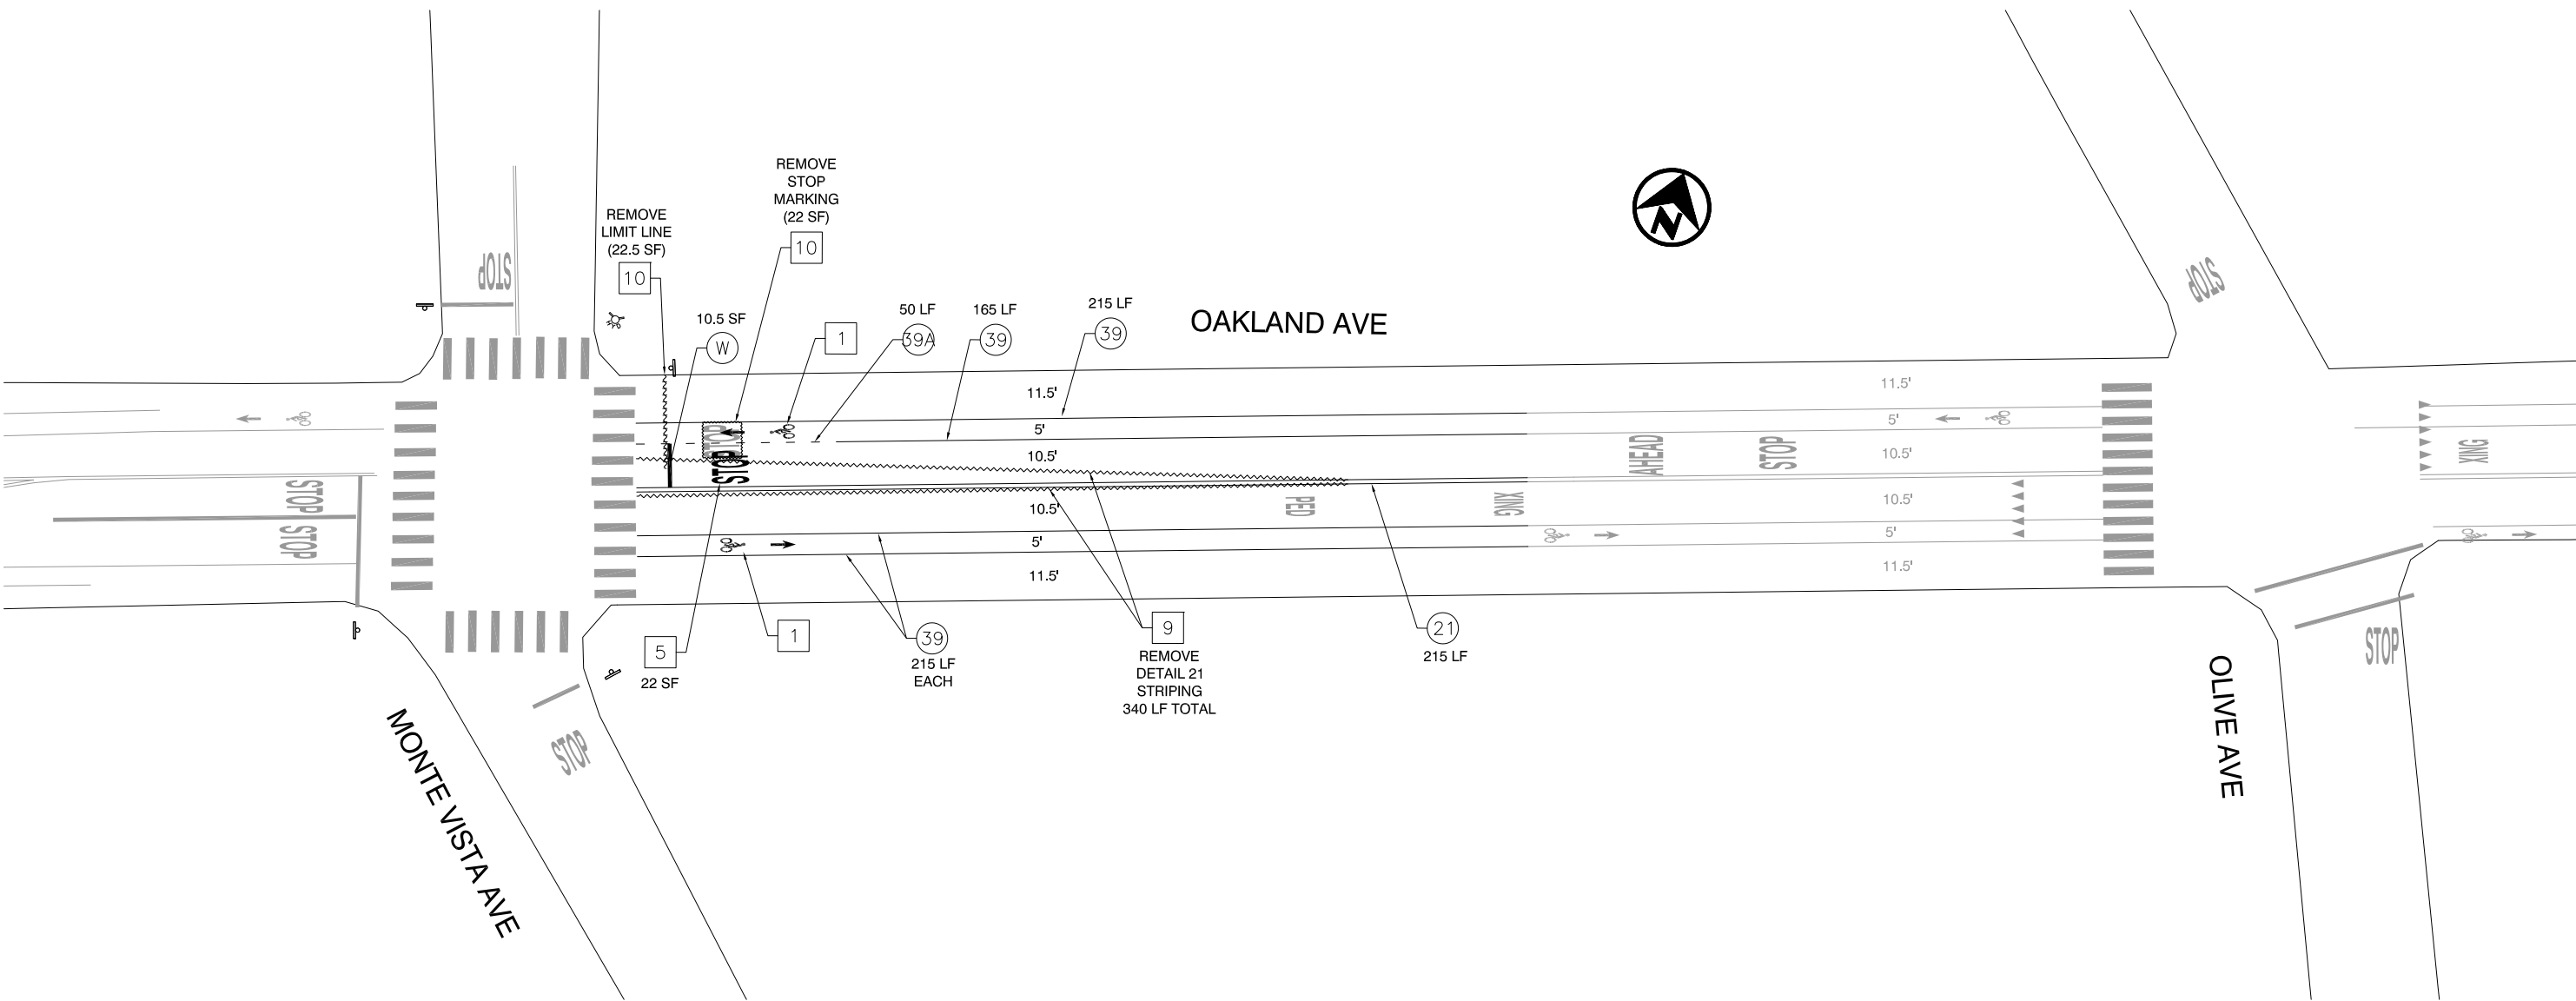 REMOVE
STOP
MARKING
(22 SF)
10
REMOVE
LIMIT LINE
(22.5 SF)
10
10.5 SF
W
1
50 LF
39A
165 LF
39
215 LF
39
OAKLAND AVE
N
STOP
STOP
11.5'
5'
10.5'
10.5'
5'
11.5'
STOP
STOP
STOP
STOP
AHEAD
STOP
PED
XING
11.5'
5'
10.5'
10.5'
5'
11.5'
XING
5
22 SF
1
39
215 LF
EACH
9
REMOVE
DETAIL 21
STRIPING
340 LF TOTAL
21
215 LF
STOP
STOP
MONTE VISTA AVE
OLIVE AVE